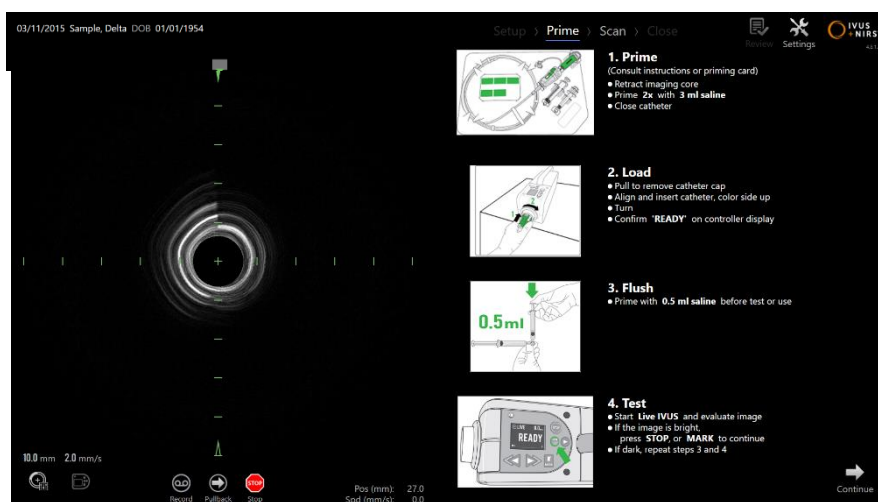 03/11/2015 Sample, Delta DOB 01/01/1954
Setup > Prime > Scan > Close
Review
Settings
IVUS
+NIRS
1. Prime
(Consult instructions or priming card)
• Retract imaging core
• Prime 2x with 3 ml saline
• Close catheter
2. Load
• Pull to remove catheter cap
• Align and insert catheter, color side up
• Turn
• Confirm 'READY' on controller display
1
2
3. Flush
• Prime with 0.5 ml saline before test or use
0.5ml
4. Test
• Start Live IVUS and evaluate image
• If the image is bright,
press STOP, or MARK to continue
• If dark, repeat steps 3 and 4
LIVE
READY
10.0 mm 2.0 mm/s
STOP
Record
Pullback
Stop
Pos (mm): 27.0
Spd (mm/s): 0.0
Continue